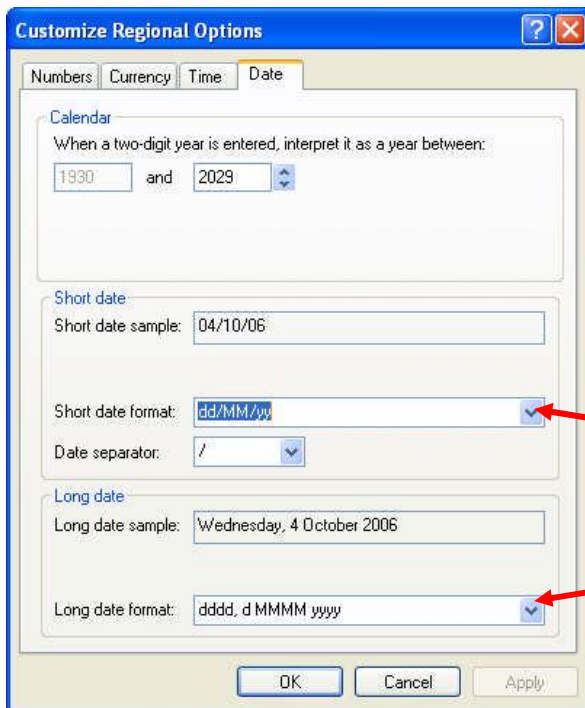 Customize Regional Options
Numbers Currency Time Date
Calendar
When a two-digit year is entered, interpret it as a year between:
1930 and 2029
Short date
Short date sample: 04/10/06
Short date format: dd/MM/yy
Date separator: /
Long date
Long date sample: Wednesday, 4 October 2006
Long date format: dddd, d MMMM yyyy
OK Cancel Apply